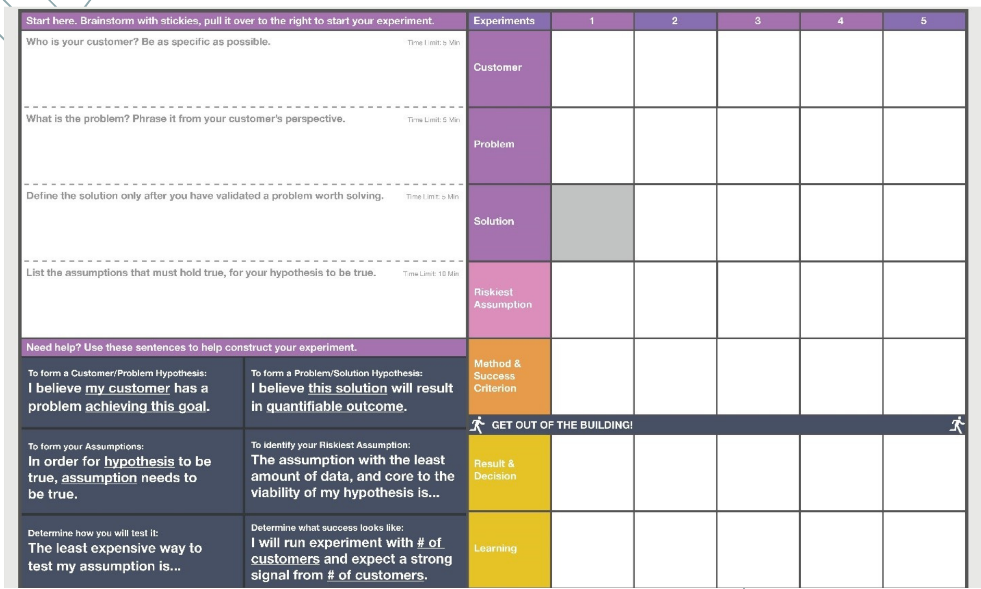 Start here. Brainstorm with stickies, pull it over to the right to start your experiment.
Experiments
1
2
3
4
5
Who is your customer? Be as specific as possible.
Time Limit: 5 Min
Customer
What is the problem? Phrase it from your customer's perspective.
Time Limit: 5 Min
Problem
Define the solution only after you have validated a problem worth solving.
Time Limit: 5 Min
Solution
List the assumptions that must hold true, for your hypothesis to be true.
Time Limit: 10 Min
Riskiest
Assumption
Need help? Use these sentences to help construct your experiment.
To form a Customer/Problem Hypothesis:
I believe my customer has a
problem achieving this goal.
To form a Problem/Solution Hypothesis:
I believe this solution will result
in quantifiable outcome.
Method &
Success
Criterion
GET OUT OF THE BUILDING!
To form your Assumptions:
In order for hypothesis to be
true, assumption needs to
be true.
To identify your Riskiest Assumption:
The assumption with the least
amount of data, and core to the
viability of my hypothesis is...
Result &
Decision
Determine how you will test it:
The least expensive way to
test my assumption is...
Determine what success looks like:
I will run experiment with # of
customers and expect a strong
signal from # of customers.
Learning